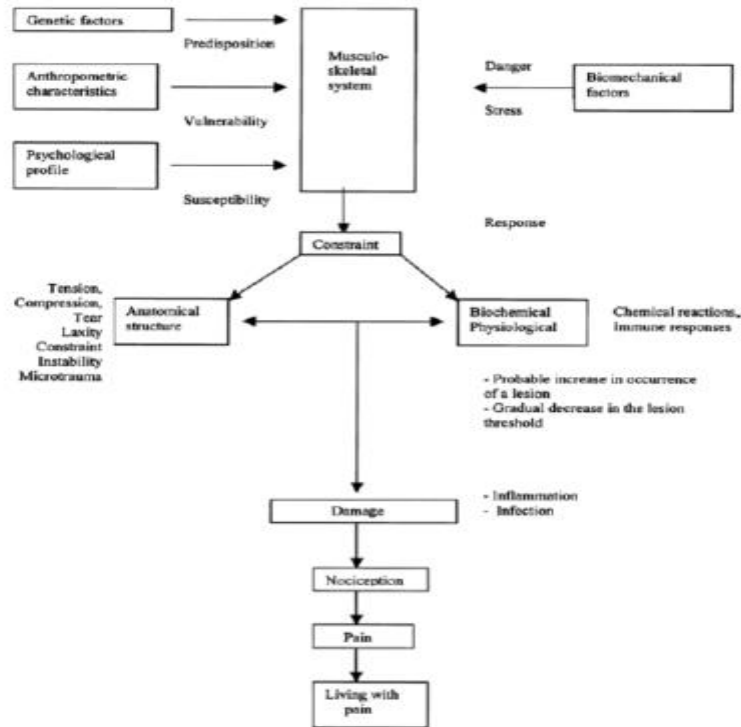 Genetic factors
Predisposition
Musculo-
skeletal
system
Anthropometric
characteristics
Vulnerability
Danger
Stress
Biomechanical
factors
Psychological
profile
Susceptibility
Response
Constraint
Tension,
Compression,
Tear
Laxity
Constraint
Instability
Microtrauma
Anatomical
structure
Biochemical
Physiological
Chemical reactions,
Immune responses
- Probable increase in occurrence
of a lesion
- Gradual decrease in the lesion
threshold
Damage
- Inflammation
- Infection
Nociception
Pain
Living with
pain